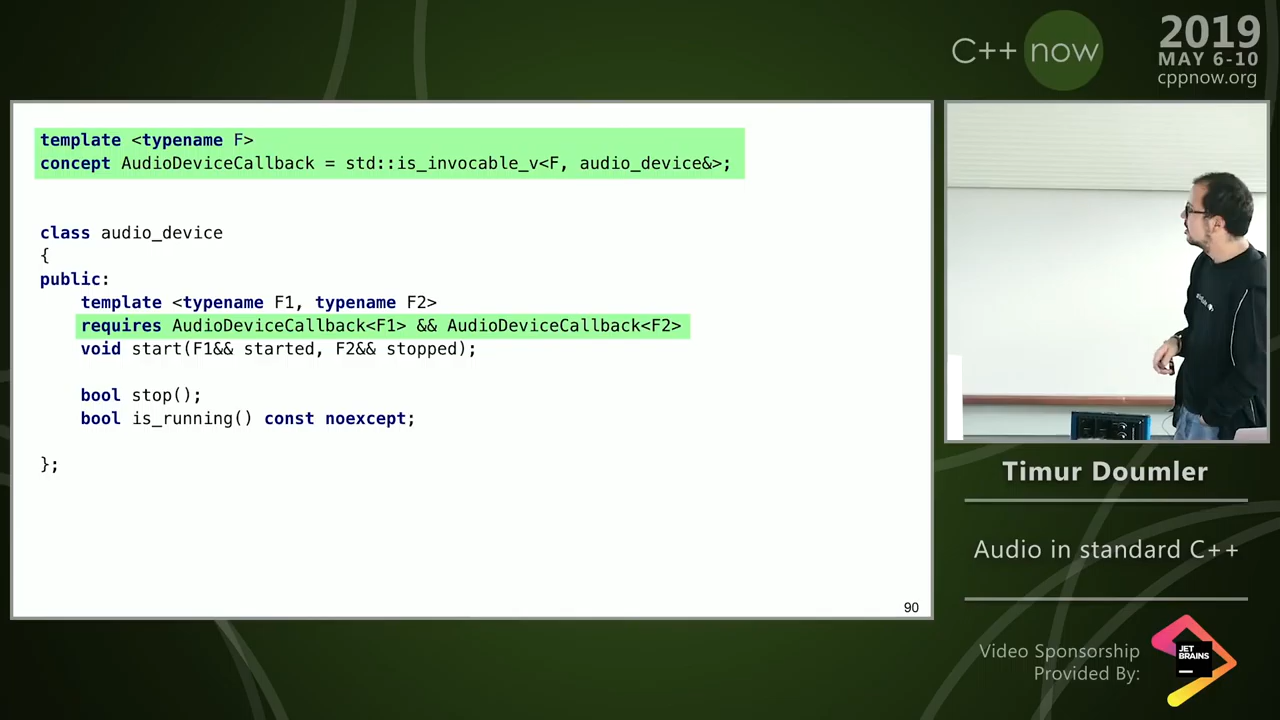 C++ now
2019
MAY 6-10
cppnow.org
template <typename F>
concept AudioDeviceCallback = std::is_invocable_v<F, audio_device&>;
class audio_device
{
public:
template <typename F1, typename F2>
requires AudioDeviceCallback<F1> && AudioDeviceCallback<F2>
void start(F1&& started, F2&& stopped);
bool stop();
bool is_running() const noexcept;
};
90
Timur Doumler
Audio in standard C++
Video Sponsorship
Provided By:
JET
BRAINS